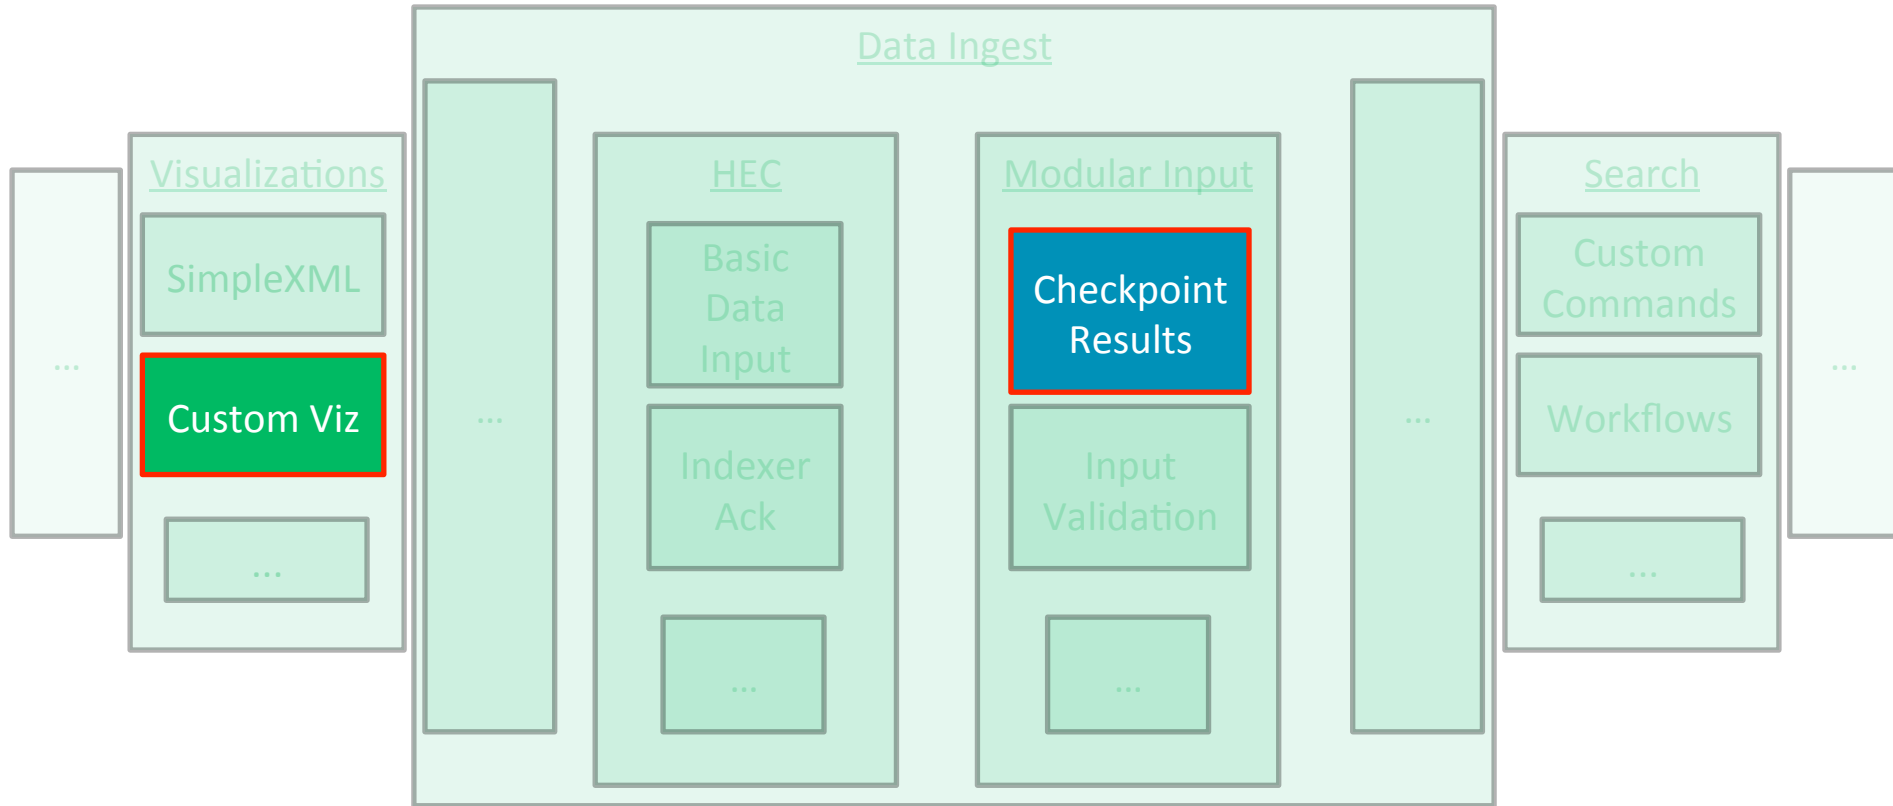 Data Ingest
...
Visualizations
SimpleXML
Custom Viz
...
...
HEC
Basic
Data
Input
Indexer
Ack
...
Modular Input
Checkpoint
Results
Input
Validation
...
...
Search
Custom
Commands
Workflows
...
...